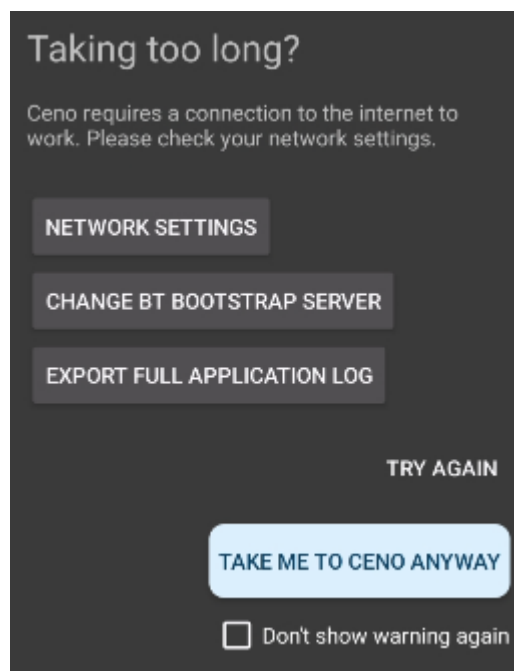 Taking too long?
Ceno requires a connection to the internet to
work. Please check your network settings.
NETWORK SETTINGS
CHANGE BT BOOTSTRAP SERVER
EXPORT FULL APPLICATION LOG
TRY AGAIN
TAKE ME TO CENO ANYWAY
Don't show warning again